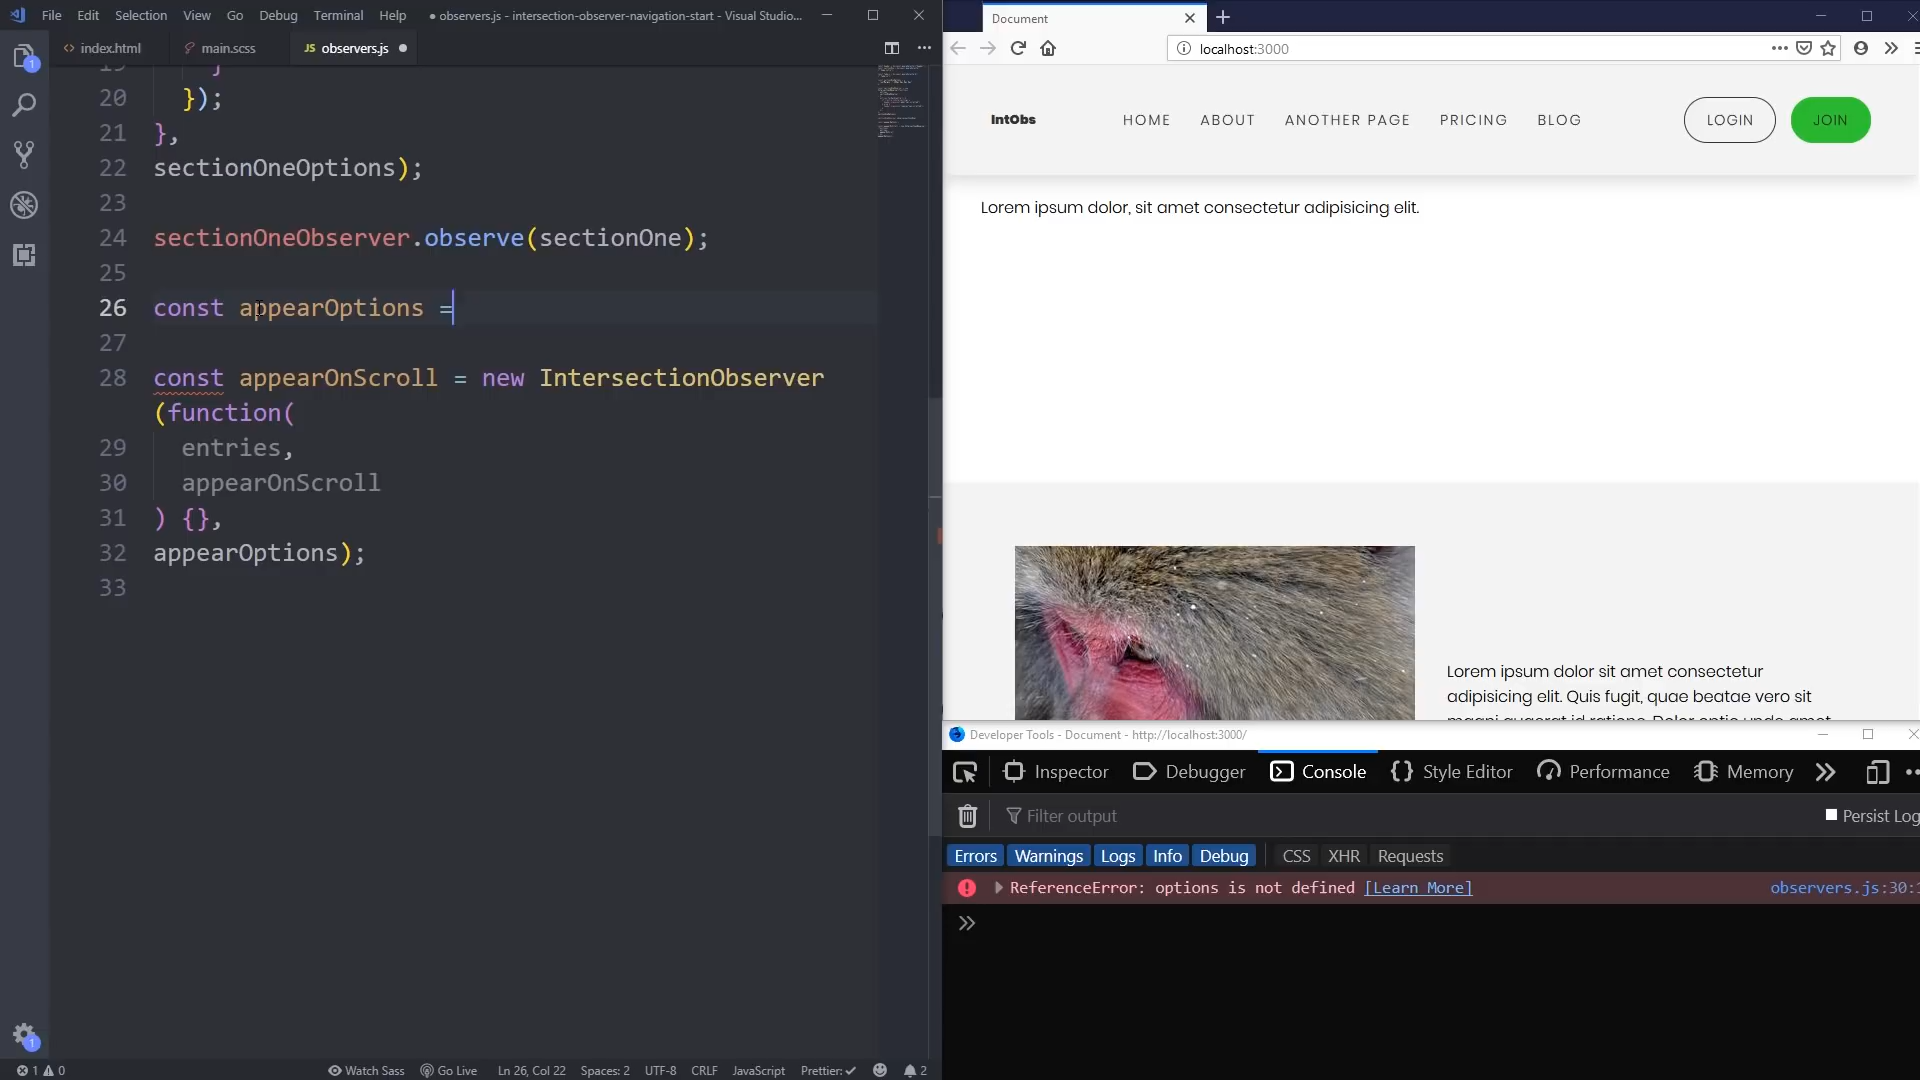 File Edit Selection View Go Debug Terminal Help
● observers.js - intersection-observer-navigation-start - Visual Studio...
index.html
main.scss
JS observers.js
20 });
21 },
22 sectionOneOptions);
23
24 sectionOneObserver.observe(sectionOne);
25
26 const appearOptions =
27
28 const appearOnScroll = new IntersectionObserver
(function(
29 entries,
30 appearOnScroll
31 ) {},
32 appearOptions);
33
1
1
1 0 Watch Sass Go Live Ln 26, Col 22 Spaces: 2 UTF-8 CRLF JavaScript Prettier: ✓ 2
Document
localhost:3000
IntObs HOME ABOUT ANOTHER PAGE PRICING BLOG LOGIN JOIN
Lorem ipsum dolor, sit amet consectetur adipisicing elit.
Lorem ipsum dolor sit amet consectetur
adipisicing elit. Quis fugit, quae beatae vero sit
Developer Tools - Document - http://localhost:3000/
Inspector Debugger Console Style Editor Performance Memory
Filter output
Persist Log
Errors Warnings Logs Info Debug CSS XHR Requests
ReferenceError: options is not defined [Learn More] observers.js:30: